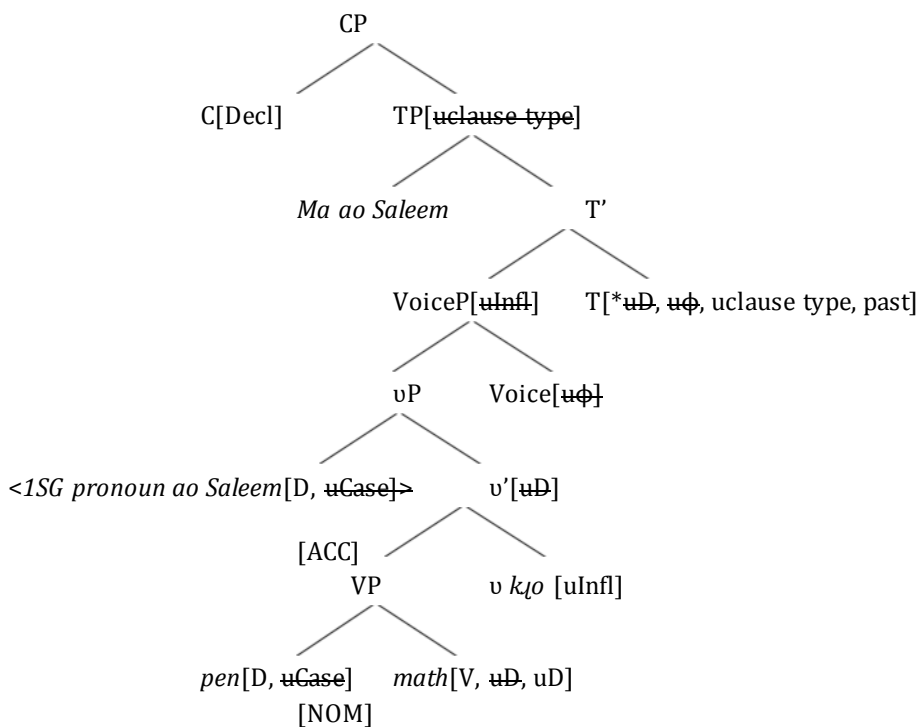 CP
C[Decl] TP[uclause type]
Ma ao Saleem T’
VoiceP[uInfl] T[*uD, uϕ, uclause type, past]
ʋP Voice[uϕ]
<1SG pronoun ao Saleem[D, uCase]> ʋ’[uD]
[ACC]
VP ʋ kɻo [uInfl]
pen[D, uCase] math[V, uD, uD]
[NOM]